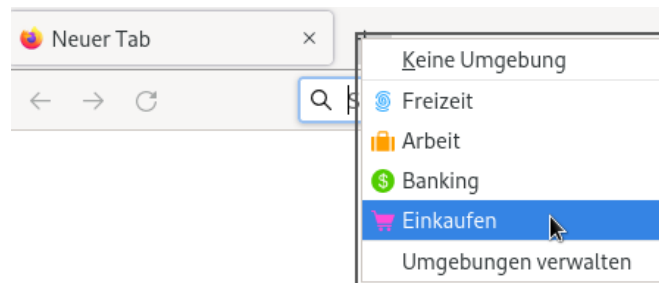 Neuer Tab
Keine Umgebung
Freizeit
Arbeit
Banking
Einkaufen
Umgebungen verwalten